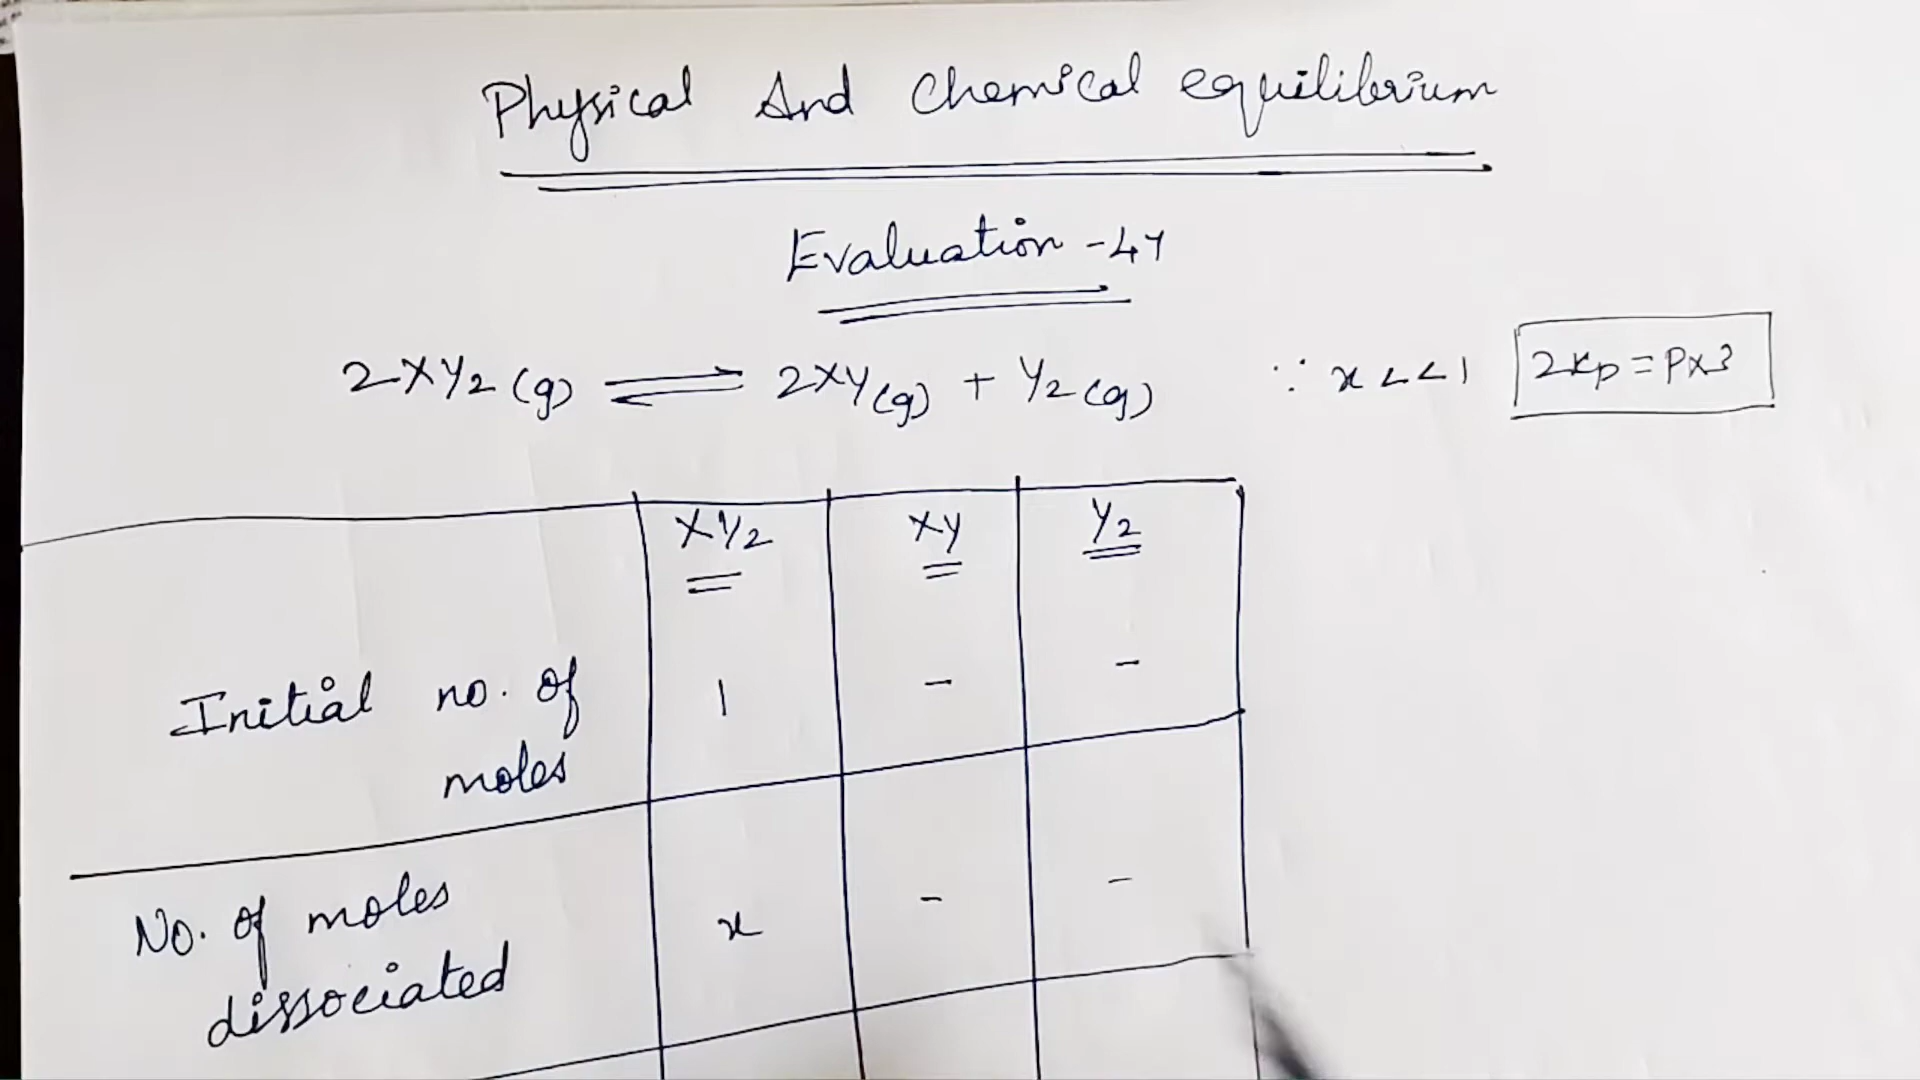 Physical And Chemical equilibrium
Evaluation -44
2XY2(g) ⇌ 2XY(g) + Y2(g) ∵ x << 1 2Kp = Px3
XY2 XY Y2
Initial no. of moles 1 - -
No. of moles dissociated x - -